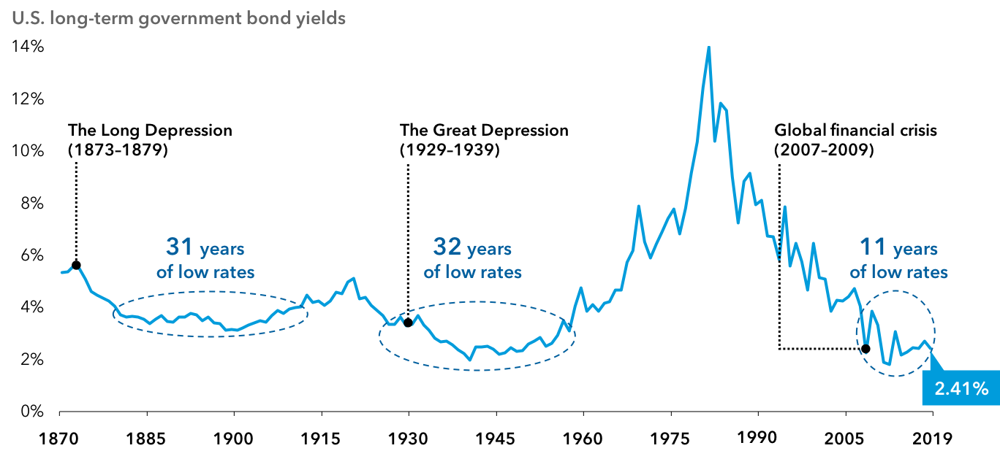 U.S. long-term government bond yields
14%
12%
10%
8%
6%
4%
2%
0%
The Long Depression
(1873–1879)
The Great Depression
(1929–1939)
Global financial crisis
(2007–2009)
31 years
of low rates
32 years
of low rates
11 years
of low rates
2.41%
1870 1885 1900 1915 1930 1945 1960 1975 1990 2005 2019